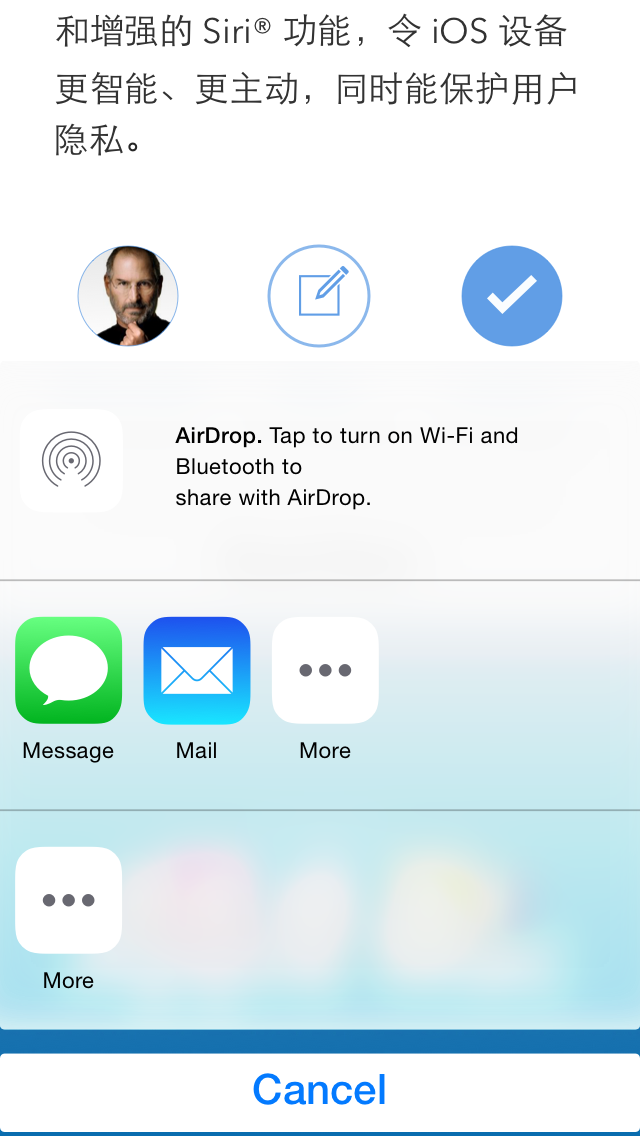 和增强的 Siri® 功能，令 iOS 设备
更智能、更主动，同时能保护用户
隐私。
AirDrop. Tap to turn on Wi-Fi and
Bluetooth to
share with AirDrop.
Message
Mail
More
More
Cancel